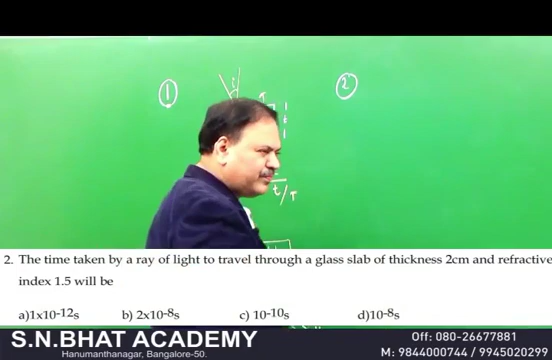 1
2
t
t/T
2. The time taken by a ray of light to travel through a glass slab of thickness 2cm and refractive
index 1.5 will be
a)1x10-12s b) 2x10-8s c) 10-10s d)10-8s
S.N.BHAT ACADEMY
Hanumanthanagar, Bangalore-50.
Off: 080-26677881
M: 9844000744 / 9945020299